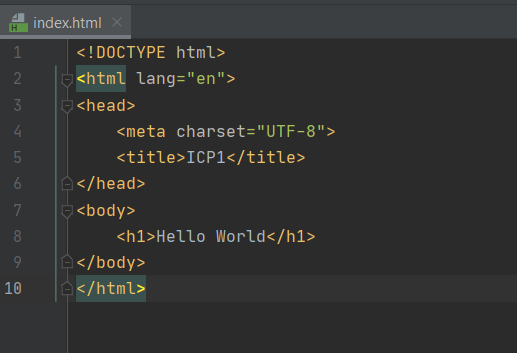 index.html
1 <!DOCTYPE html>
2 <html lang="en">
3 <head>
4     <meta charset="UTF-8">
5     <title>ICP1</title>
6 </head>
7 <body>
8     <h1>Hello World</h1>
9 </body>
10 </html>